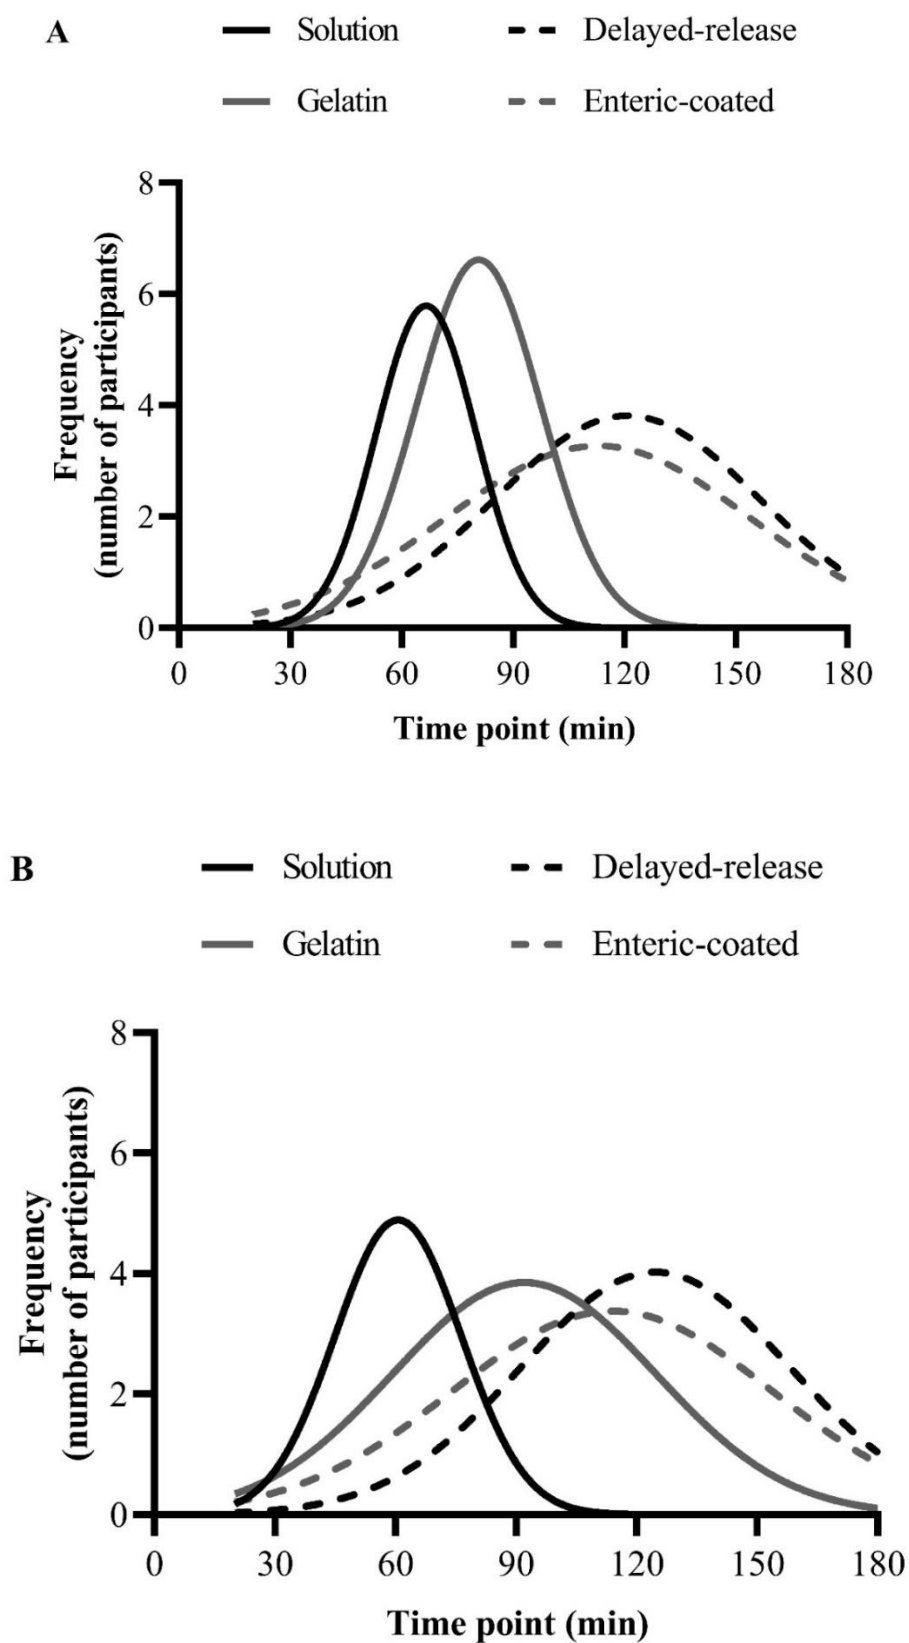 A
Solution Delayed-release
Gelatin Enteric-coated
8
6
4
2
0
Frequency
(number of participants)
0 30 60 90 120 150 180
Time point (min)
B
Solution Delayed-release
Gelatin Enteric-coated
8
6
4
2
0
Frequency
(number of participants)
0 30 60 90 120 150 180
Time point (min)